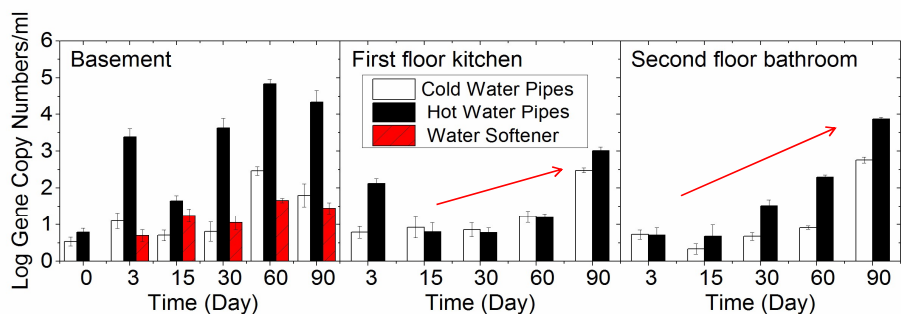 Log Gene Copy Numbers/ml
6
5
4
3
2
1
0
Basement
0 3 15 30 60 90
Time (Day)
First floor kitchen
Cold Water Pipes
Hot Water Pipes
Water Softener
3 15 30 60 90
Time (Day)
Second floor bathroom
3 15 30 60 90
Time (Day)